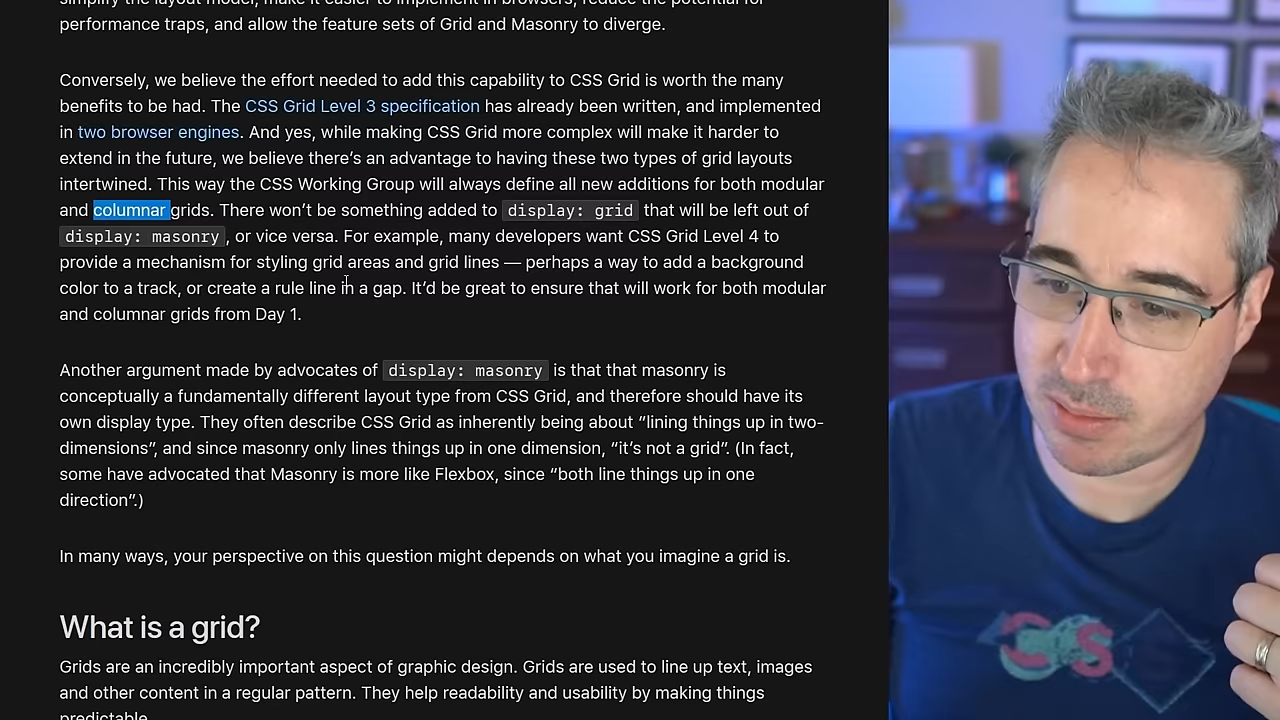 simplify the layout model, make it easier to implement in browsers, reduce the potential for
performance traps, and allow the feature sets of Grid and Masonry to diverge.
Conversely, we believe the effort needed to add this capability to CSS Grid is worth the many
benefits to be had. The CSS Grid Level 3 specification has already been written, and implemented
in two browser engines. And yes, while making CSS Grid more complex will make it harder to
extend in the future, we believe there’s an advantage to having these two types of grid layouts
intertwined. This way the CSS Working Group will always define all new additions for both modular
and columnar grids. There won’t be something added to display: grid that will be left out of
display: masonry, or vice versa. For example, many developers want CSS Grid Level 4 to
provide a mechanism for styling grid areas and grid lines — perhaps a way to add a background
color to a track, or create a rule line in a gap. It’d be great to ensure that will work for both modular
and columnar grids from Day 1.
Another argument made by advocates of display: masonry is that that masonry is
conceptually a fundamentally different layout type from CSS Grid, and therefore should have its
own display type. They often describe CSS Grid as inherently being about “lining things up in two-
dimensions”, and since masonry only lines things up in one dimension, “it’s not a grid”. (In fact,
some have advocated that Masonry is more like Flexbox, since “both line things up in one
direction”.)
In many ways, your perspective on this question might depends on what you imagine a grid is.
What is a grid?
Grids are an incredibly important aspect of graphic design. Grids are used to line up text, images
and other content in a regular pattern. They help readability and usability by making things
predictable.
CSS